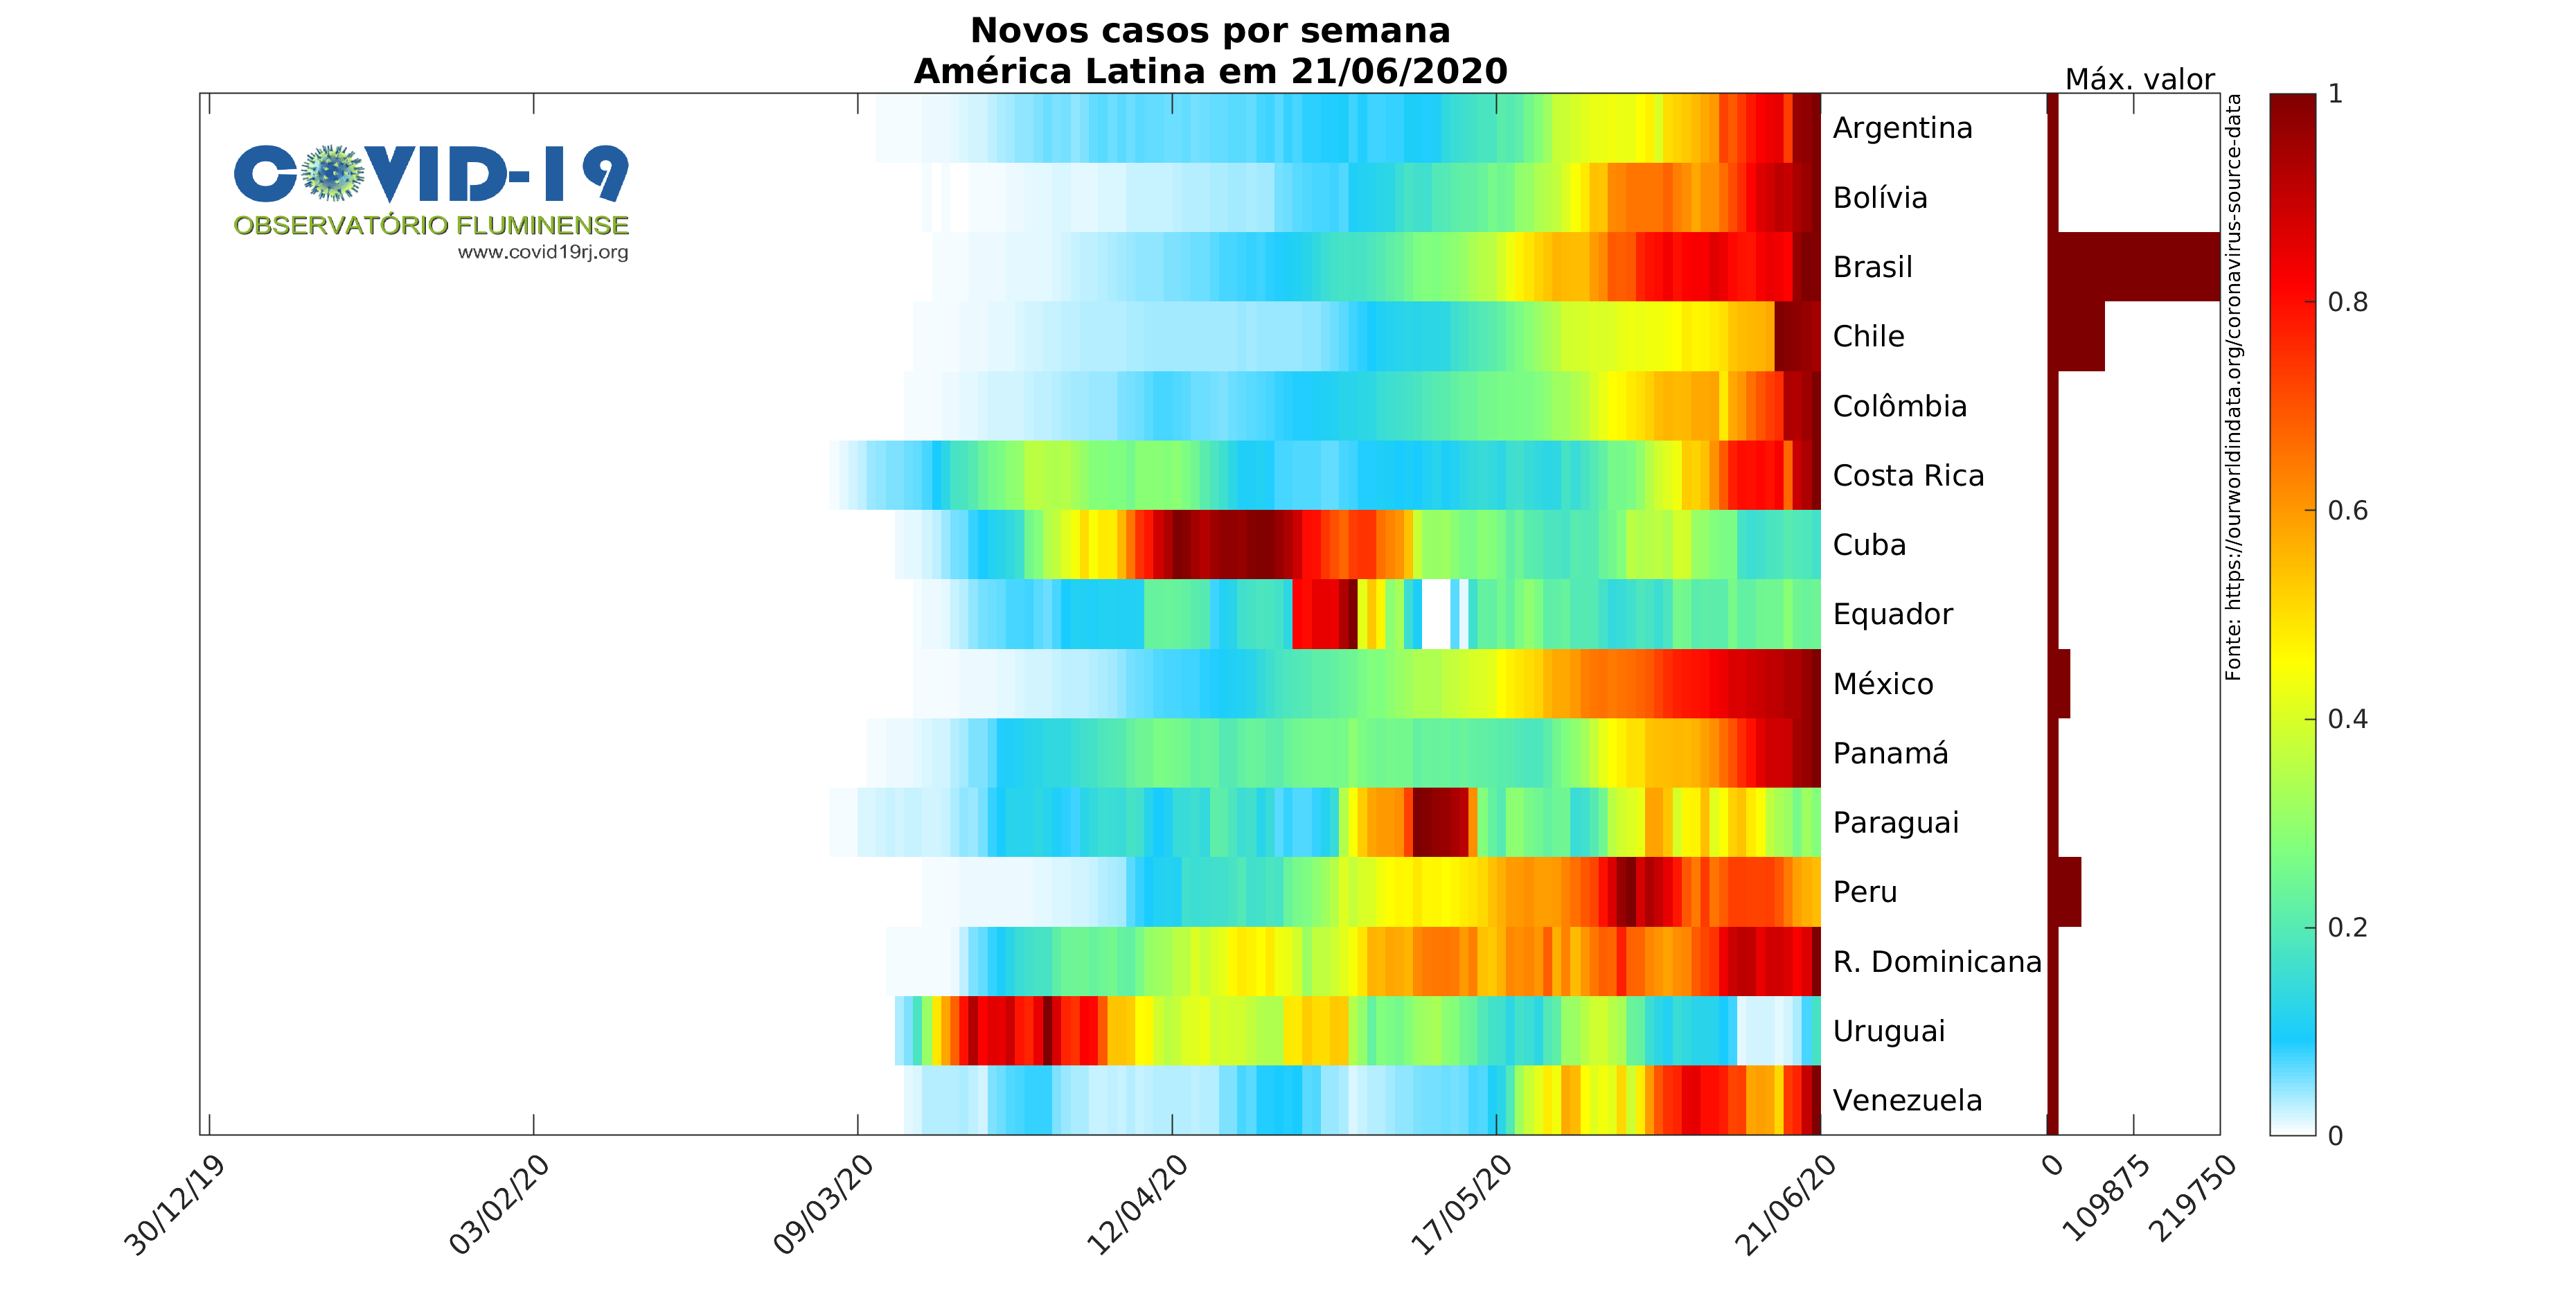 Novos casos por semana
América Latina em 21/06/2020
Máx. valor
COVID-19
OBSERVATÓRIO FLUMINENSE
www.covid19rj.org
Argentina
Bolívia
Brasil
Chile
Colômbia
Costa Rica
Cuba
Equador
México
Panamá
Paraguai
Peru
R. Dominicana
Uruguai
Venezuela
Fonte: https://ourworldindata.org/coronavirus-source-data
1
0.8
0.6
0.4
0.2
0
30/12/19
03/02/20
09/03/20
12/04/20
17/05/20
21/06/20
0
109875
219750